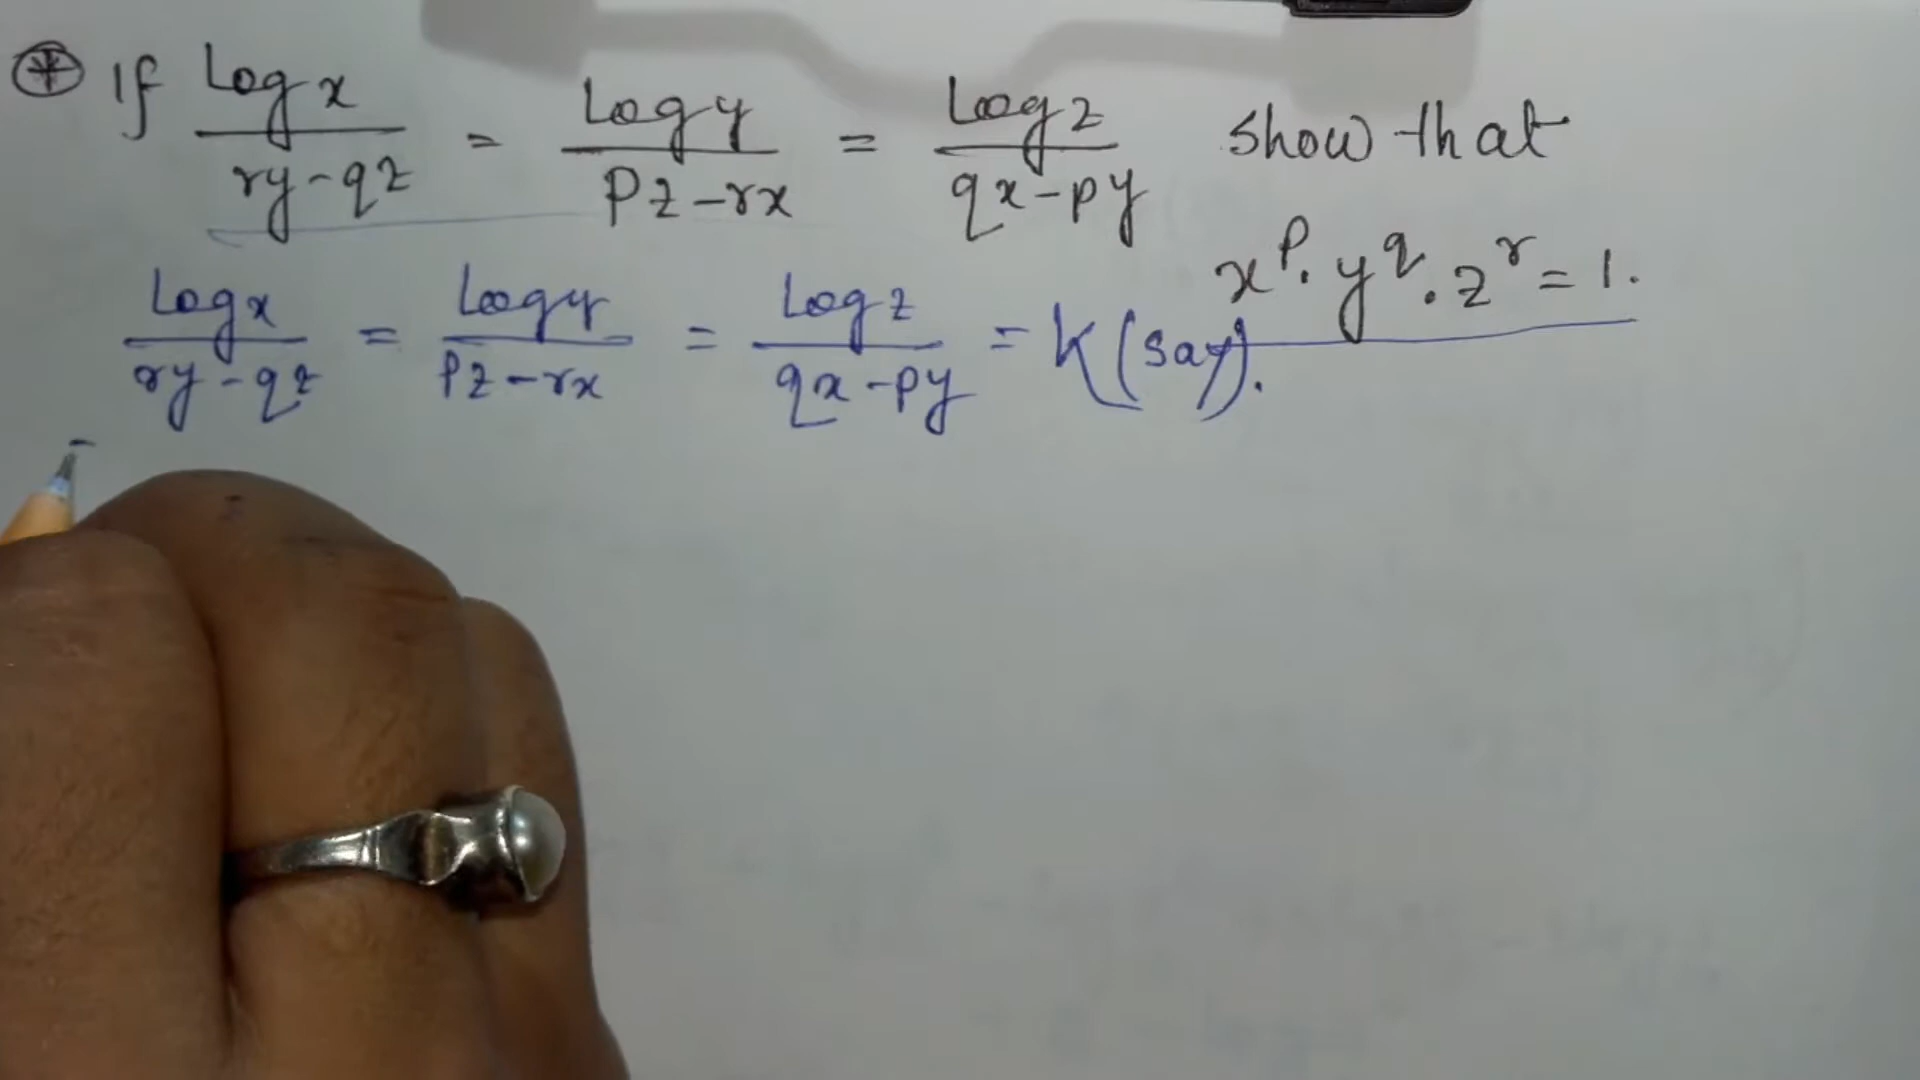 If Log x / ry-qz = Log y / pz-rx = Log z / qx-py show that
x^p . y^q . z^r = 1.
Log x / ry-qz = Log y / pz-rx = Log z / qx-py = K (say).